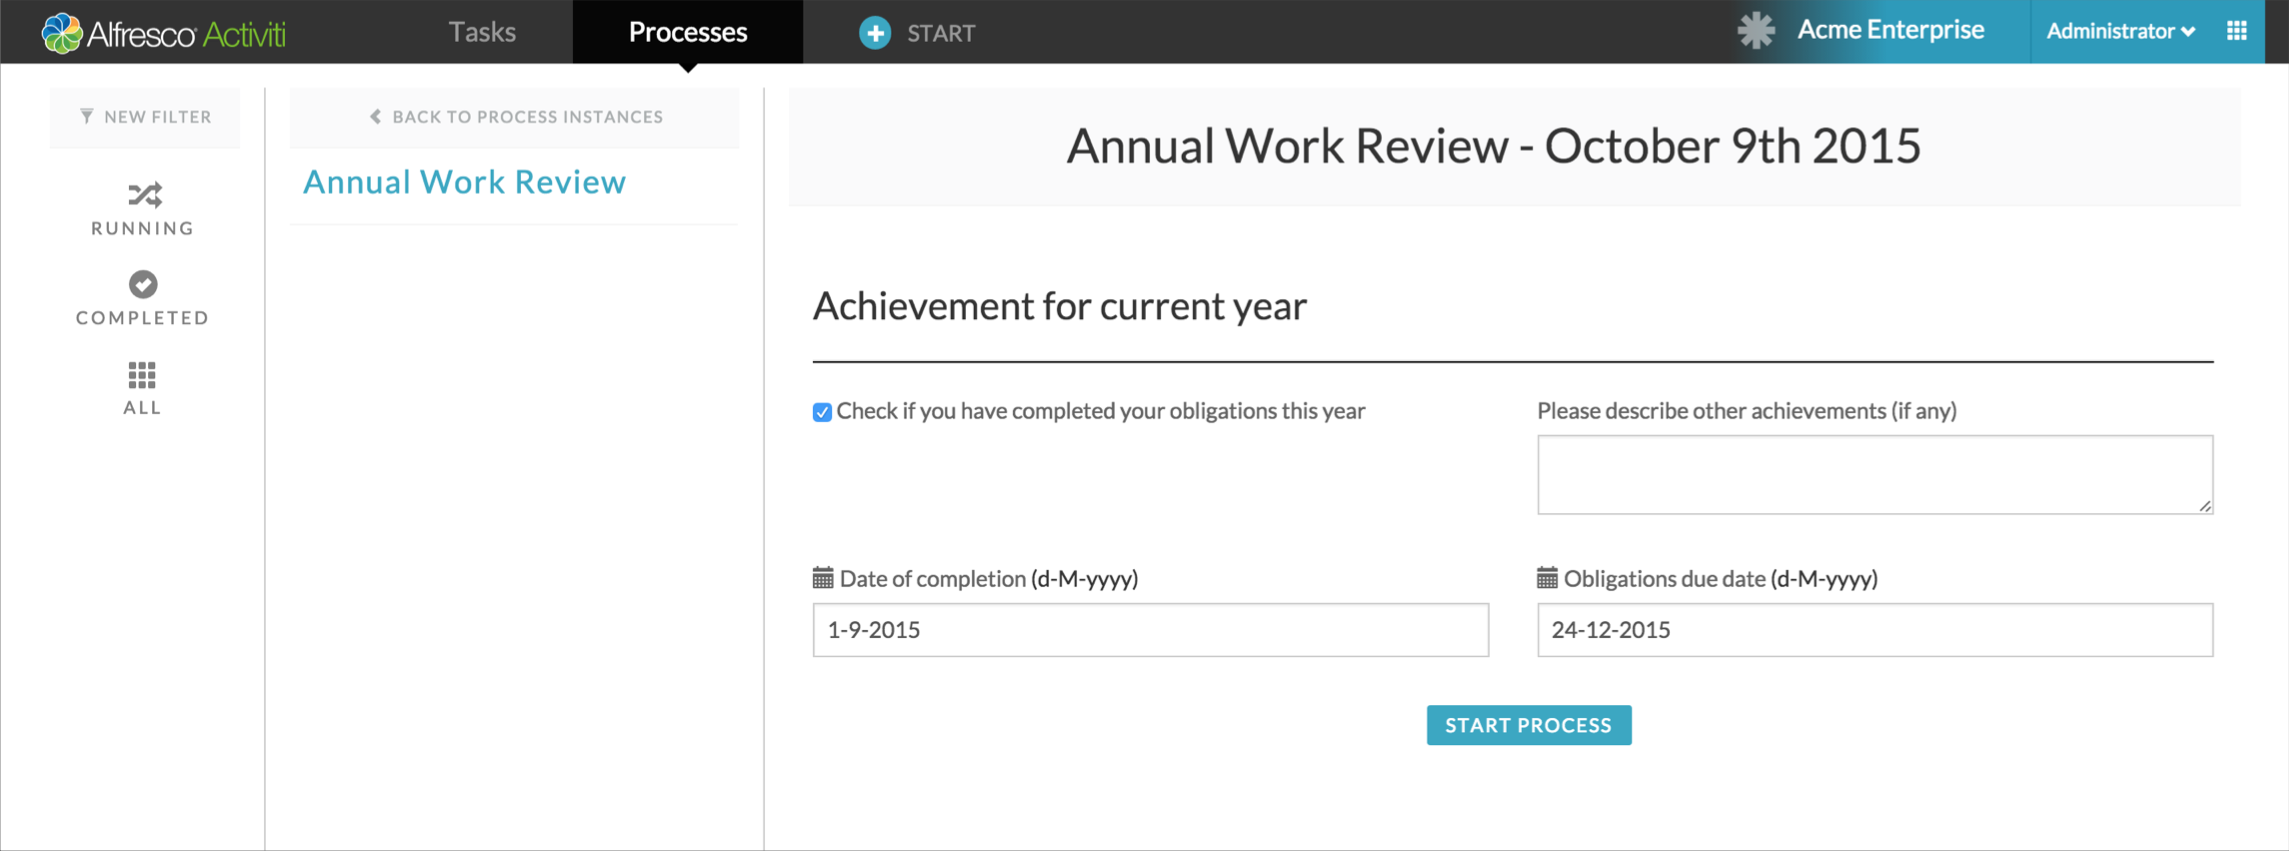 Alfresco Activiti
Tasks
Processes
START
Acme Enterprise
Administrator
NEW FILTER
RUNNING
COMPLETED
ALL
BACK TO PROCESS INSTANCES
Annual Work Review
Annual Work Review - October 9th 2015
Achievement for current year
Check if you have completed your obligations this year
Please describe other achievements (if any)
Date of completion (d-M-yyyy)
1-9-2015
Obligations due date (d-M-yyyy)
24-12-2015
START PROCESS